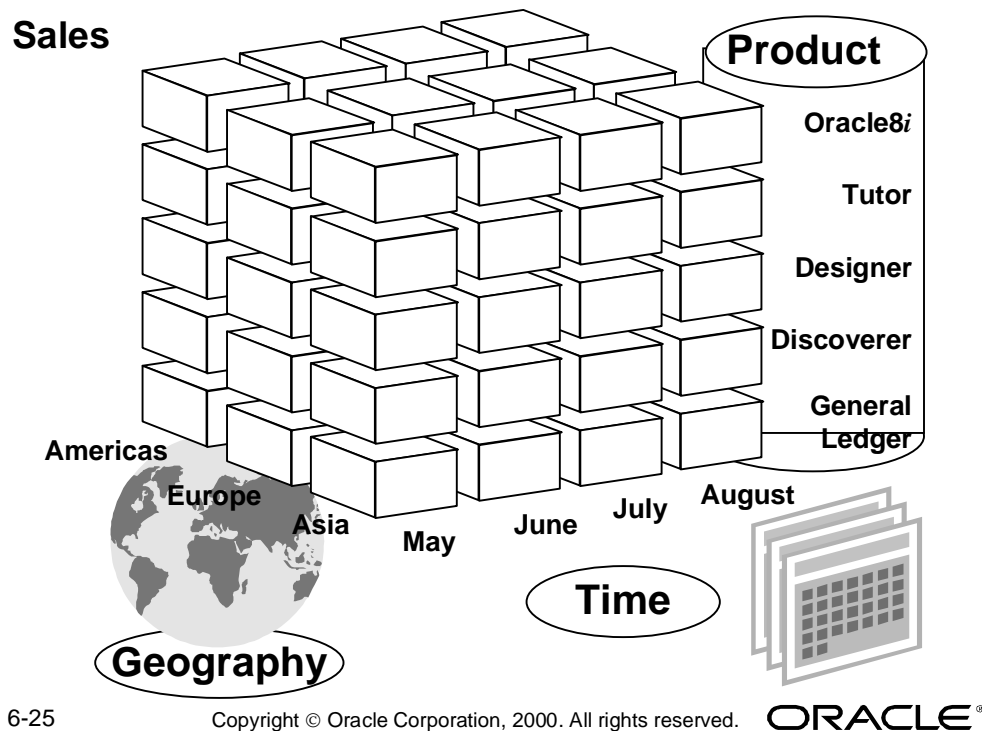 Sales
Product
Oracle8i
Tutor
Designer
Discoverer
General
Ledger
Americas
Europe
Asia
May
June
July
August
Time
Geography
6-25
Copyright © Oracle Corporation, 2000. All rights reserved.
ORACLE®